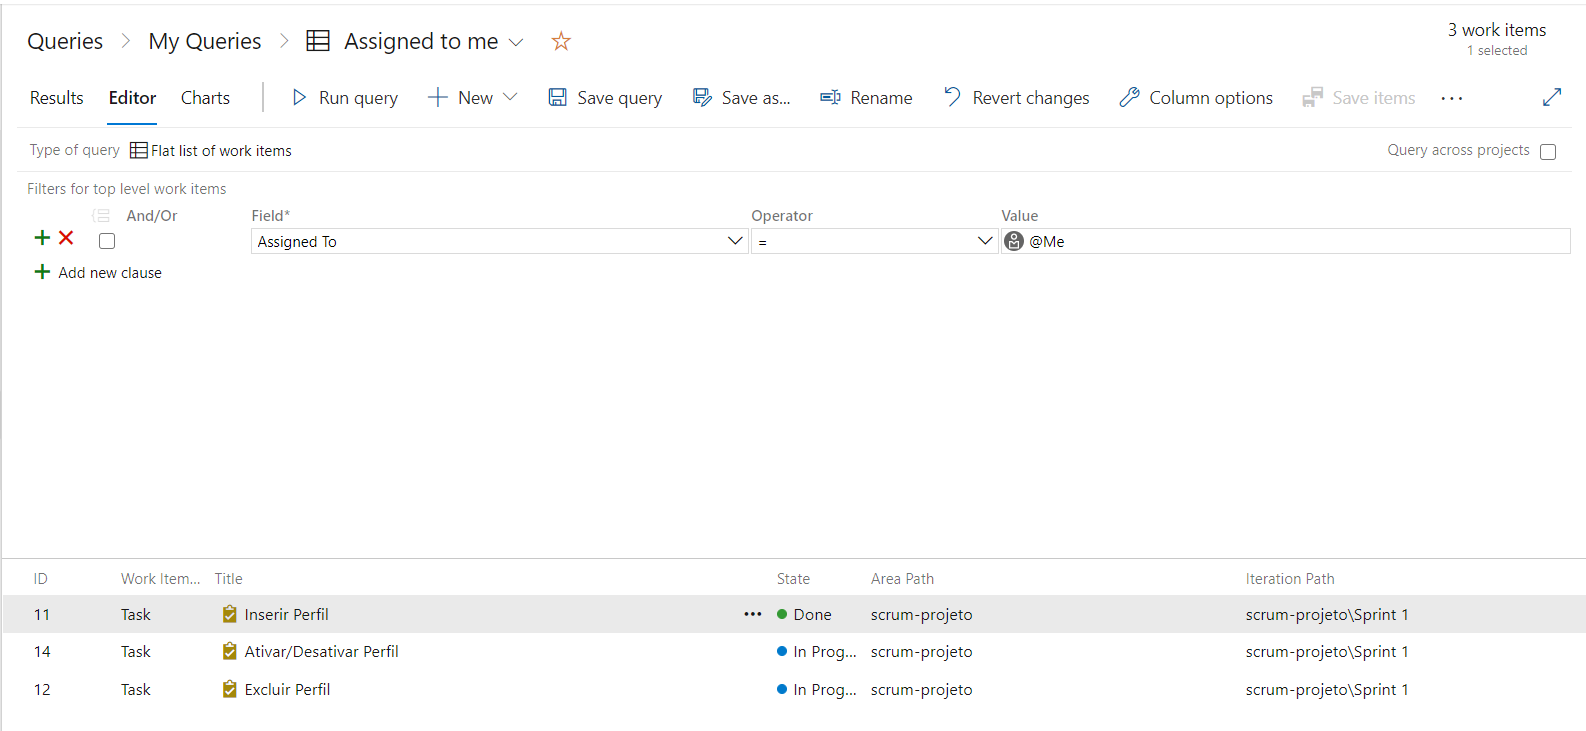 Queries My Queries Assigned to me
3 work items
1 selected
Results Editor Charts Run query New Save query Save as... Rename Revert changes Column options Save items ...
Type of query Flat list of work items Query across projects
Filters for top level work items
And/Or Field* Operator Value
Assigned To = @Me
Add new clause
ID Work Item... Title State Area Path Iteration Path
11 Task Inserir Perfil ... Done scrum-projeto scrum-projeto\Sprint 1
14 Task Ativar/Desativar Perfil In Prog... scrum-projeto scrum-projeto\Sprint 1
12 Task Excluir Perfil In Prog... scrum-projeto scrum-projeto\Sprint 1